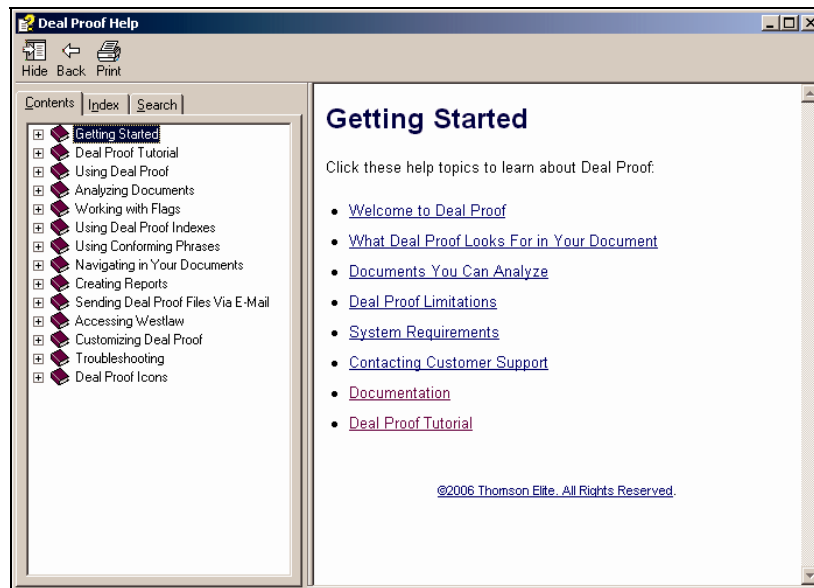 Deal Proof Help
Hide Back Print
Contents Index Search
Getting Started
Deal Proof Tutorial
Using Deal Proof
Analyzing Documents
Working with Flags
Using Deal Proof Indexes
Using Conforming Phrases
Navigating in Your Documents
Creating Reports
Sending Deal Proof Files Via E-Mail
Accessing Westlaw
Customizing Deal Proof
Troubleshooting
Deal Proof Icons
Getting Started
Click these help topics to learn about Deal Proof:
• Welcome to Deal Proof
• What Deal Proof Looks For in Your Document
• Documents You Can Analyze
• Deal Proof Limitations
• System Requirements
• Contacting Customer Support
• Documentation
• Deal Proof Tutorial
©2006 Thomson Elite. All Rights Reserved.